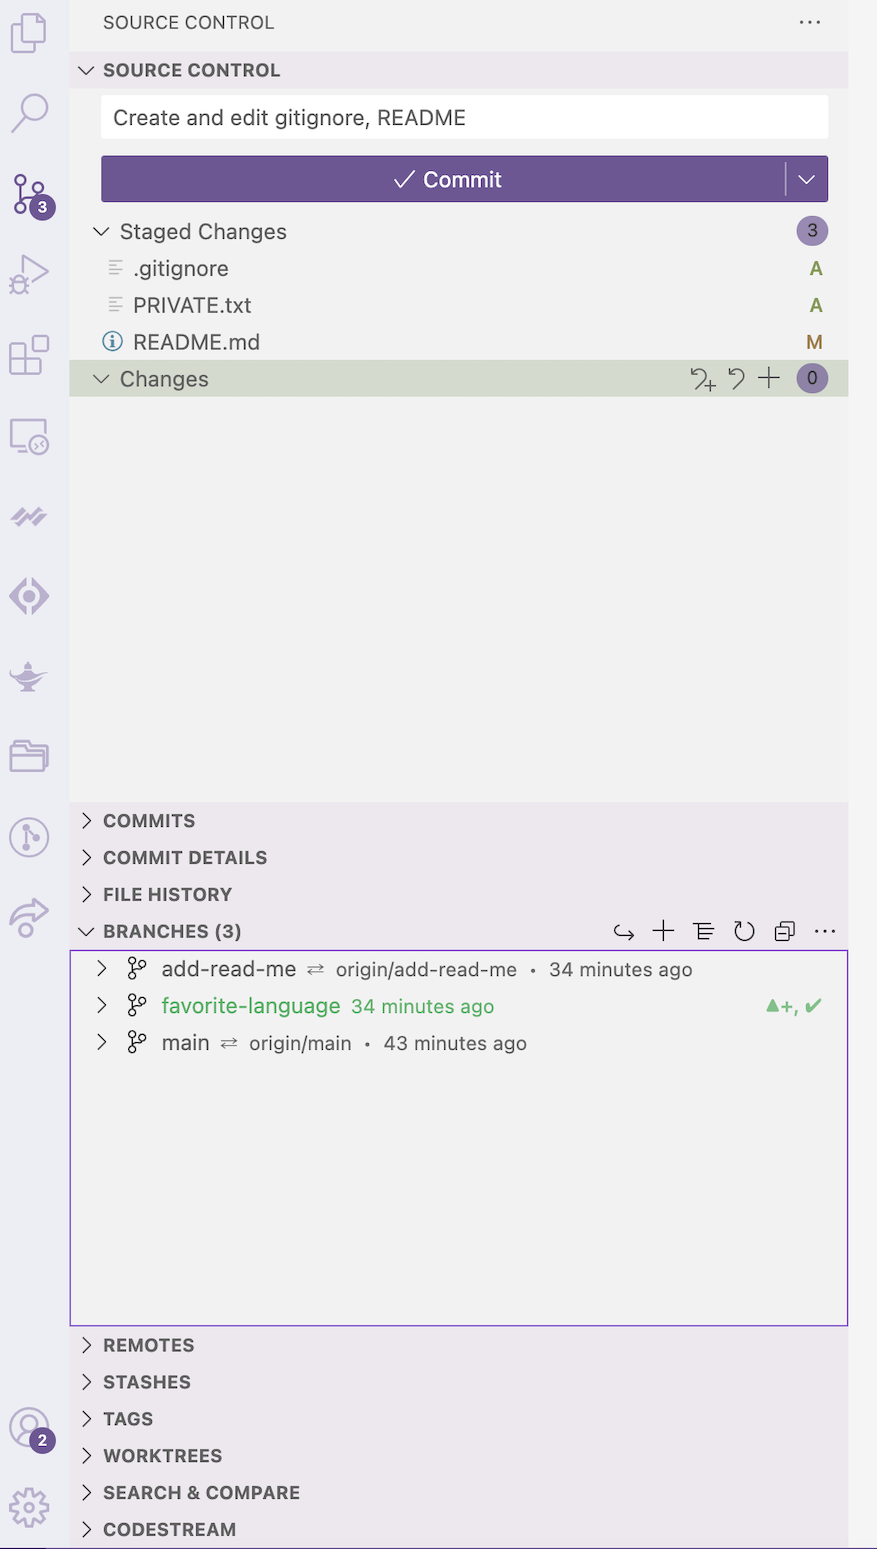 SOURCE CONTROL
SOURCE CONTROL
Create and edit gitignore, README
Commit
Staged Changes 3
.gitignore A
PRIVATE.txt A
README.md M
Changes 0
3
COMMITS
COMMIT DETAILS
FILE HISTORY
BRANCHES (3)
add-read-me ⇄ origin/add-read-me • 34 minutes ago
favorite-language 34 minutes ago ▲+, ✔
main ⇄ origin/main • 43 minutes ago
REMOTES
STASHES
TAGS
WORKTREES
SEARCH & COMPARE
CODESTREAM
2